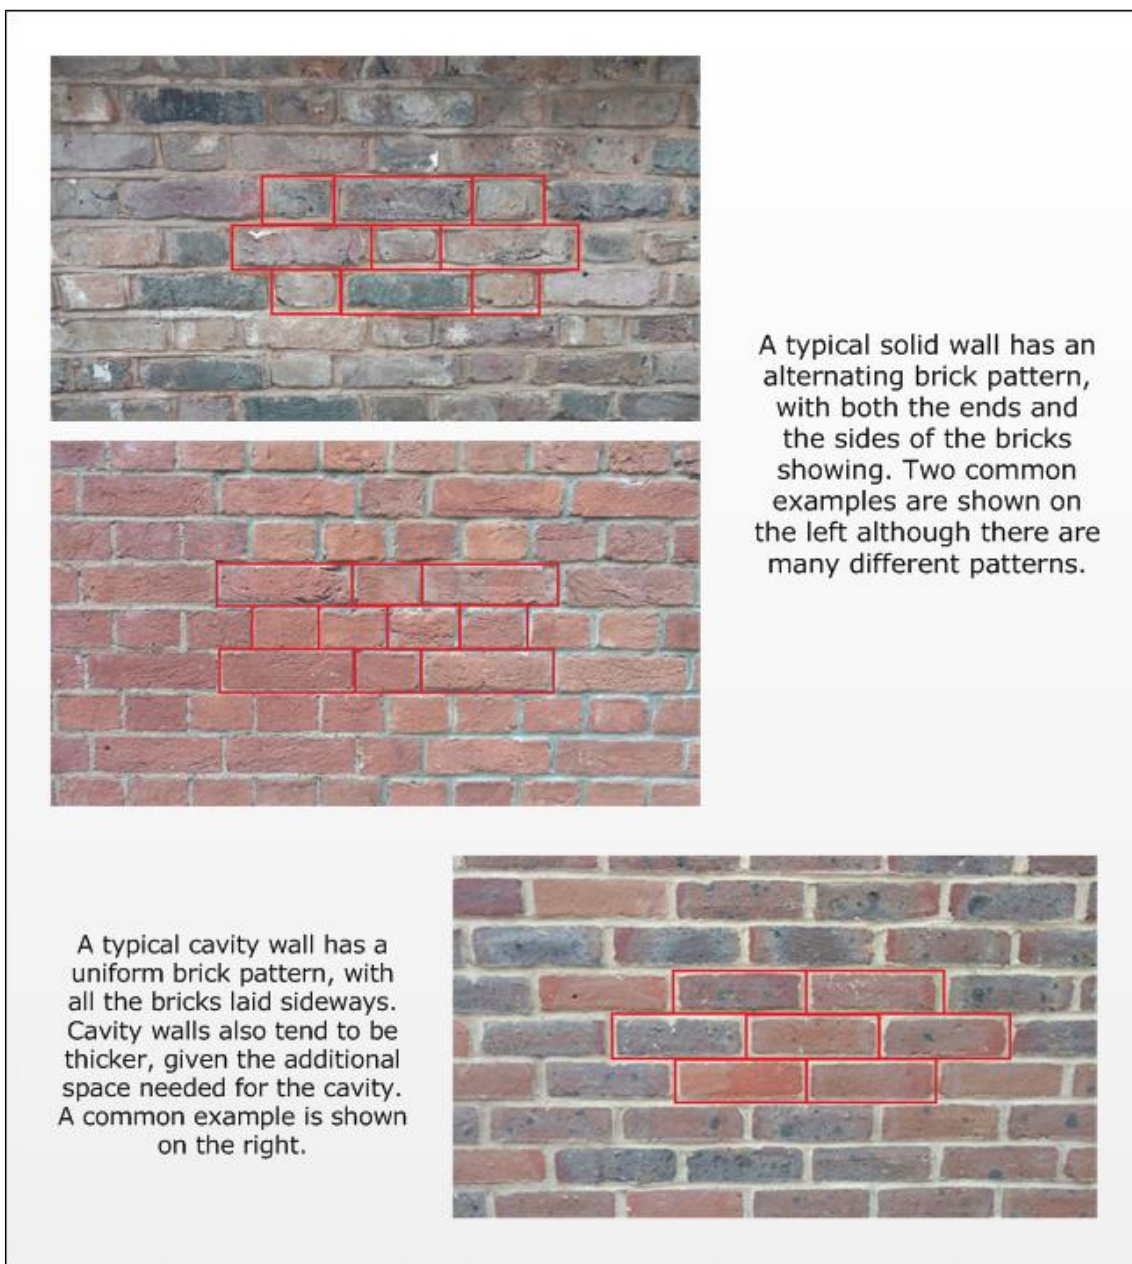 A typical solid wall has an
alternating brick pattern,
with both the ends and
the sides of the bricks
showing. Two common
examples are shown on
the left although there are
many different patterns.
A typical cavity wall has a
uniform brick pattern, with
all the bricks laid sideways.
Cavity walls also tend to be
thicker, given the additional
space needed for the cavity.
A common example is shown
on the right.